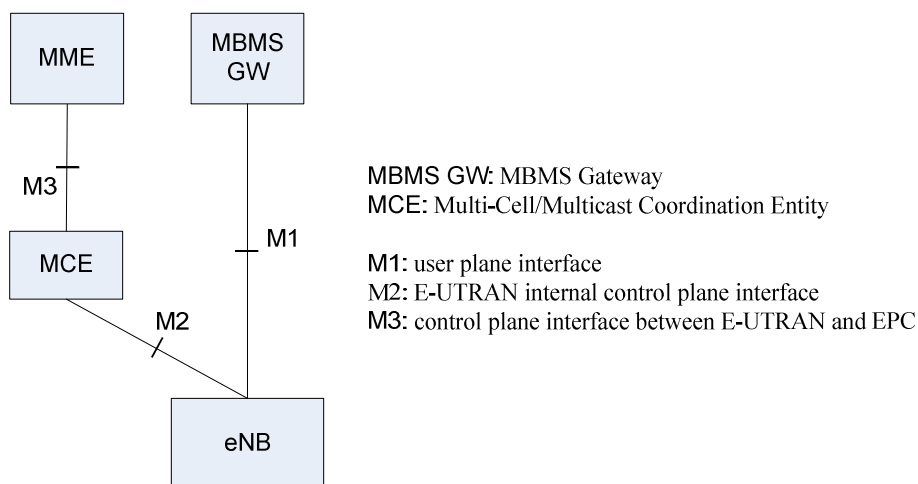 MME
MBMS
GW
M3
MCE
M1
M2
eNB
MBMS GW: MBMS Gateway
MCE: Multi-Cell/Multicast Coordination Entity
M1: user plane interface
M2: E-UTRAN internal control plane interface
M3: control plane interface between E-UTRAN and EPC